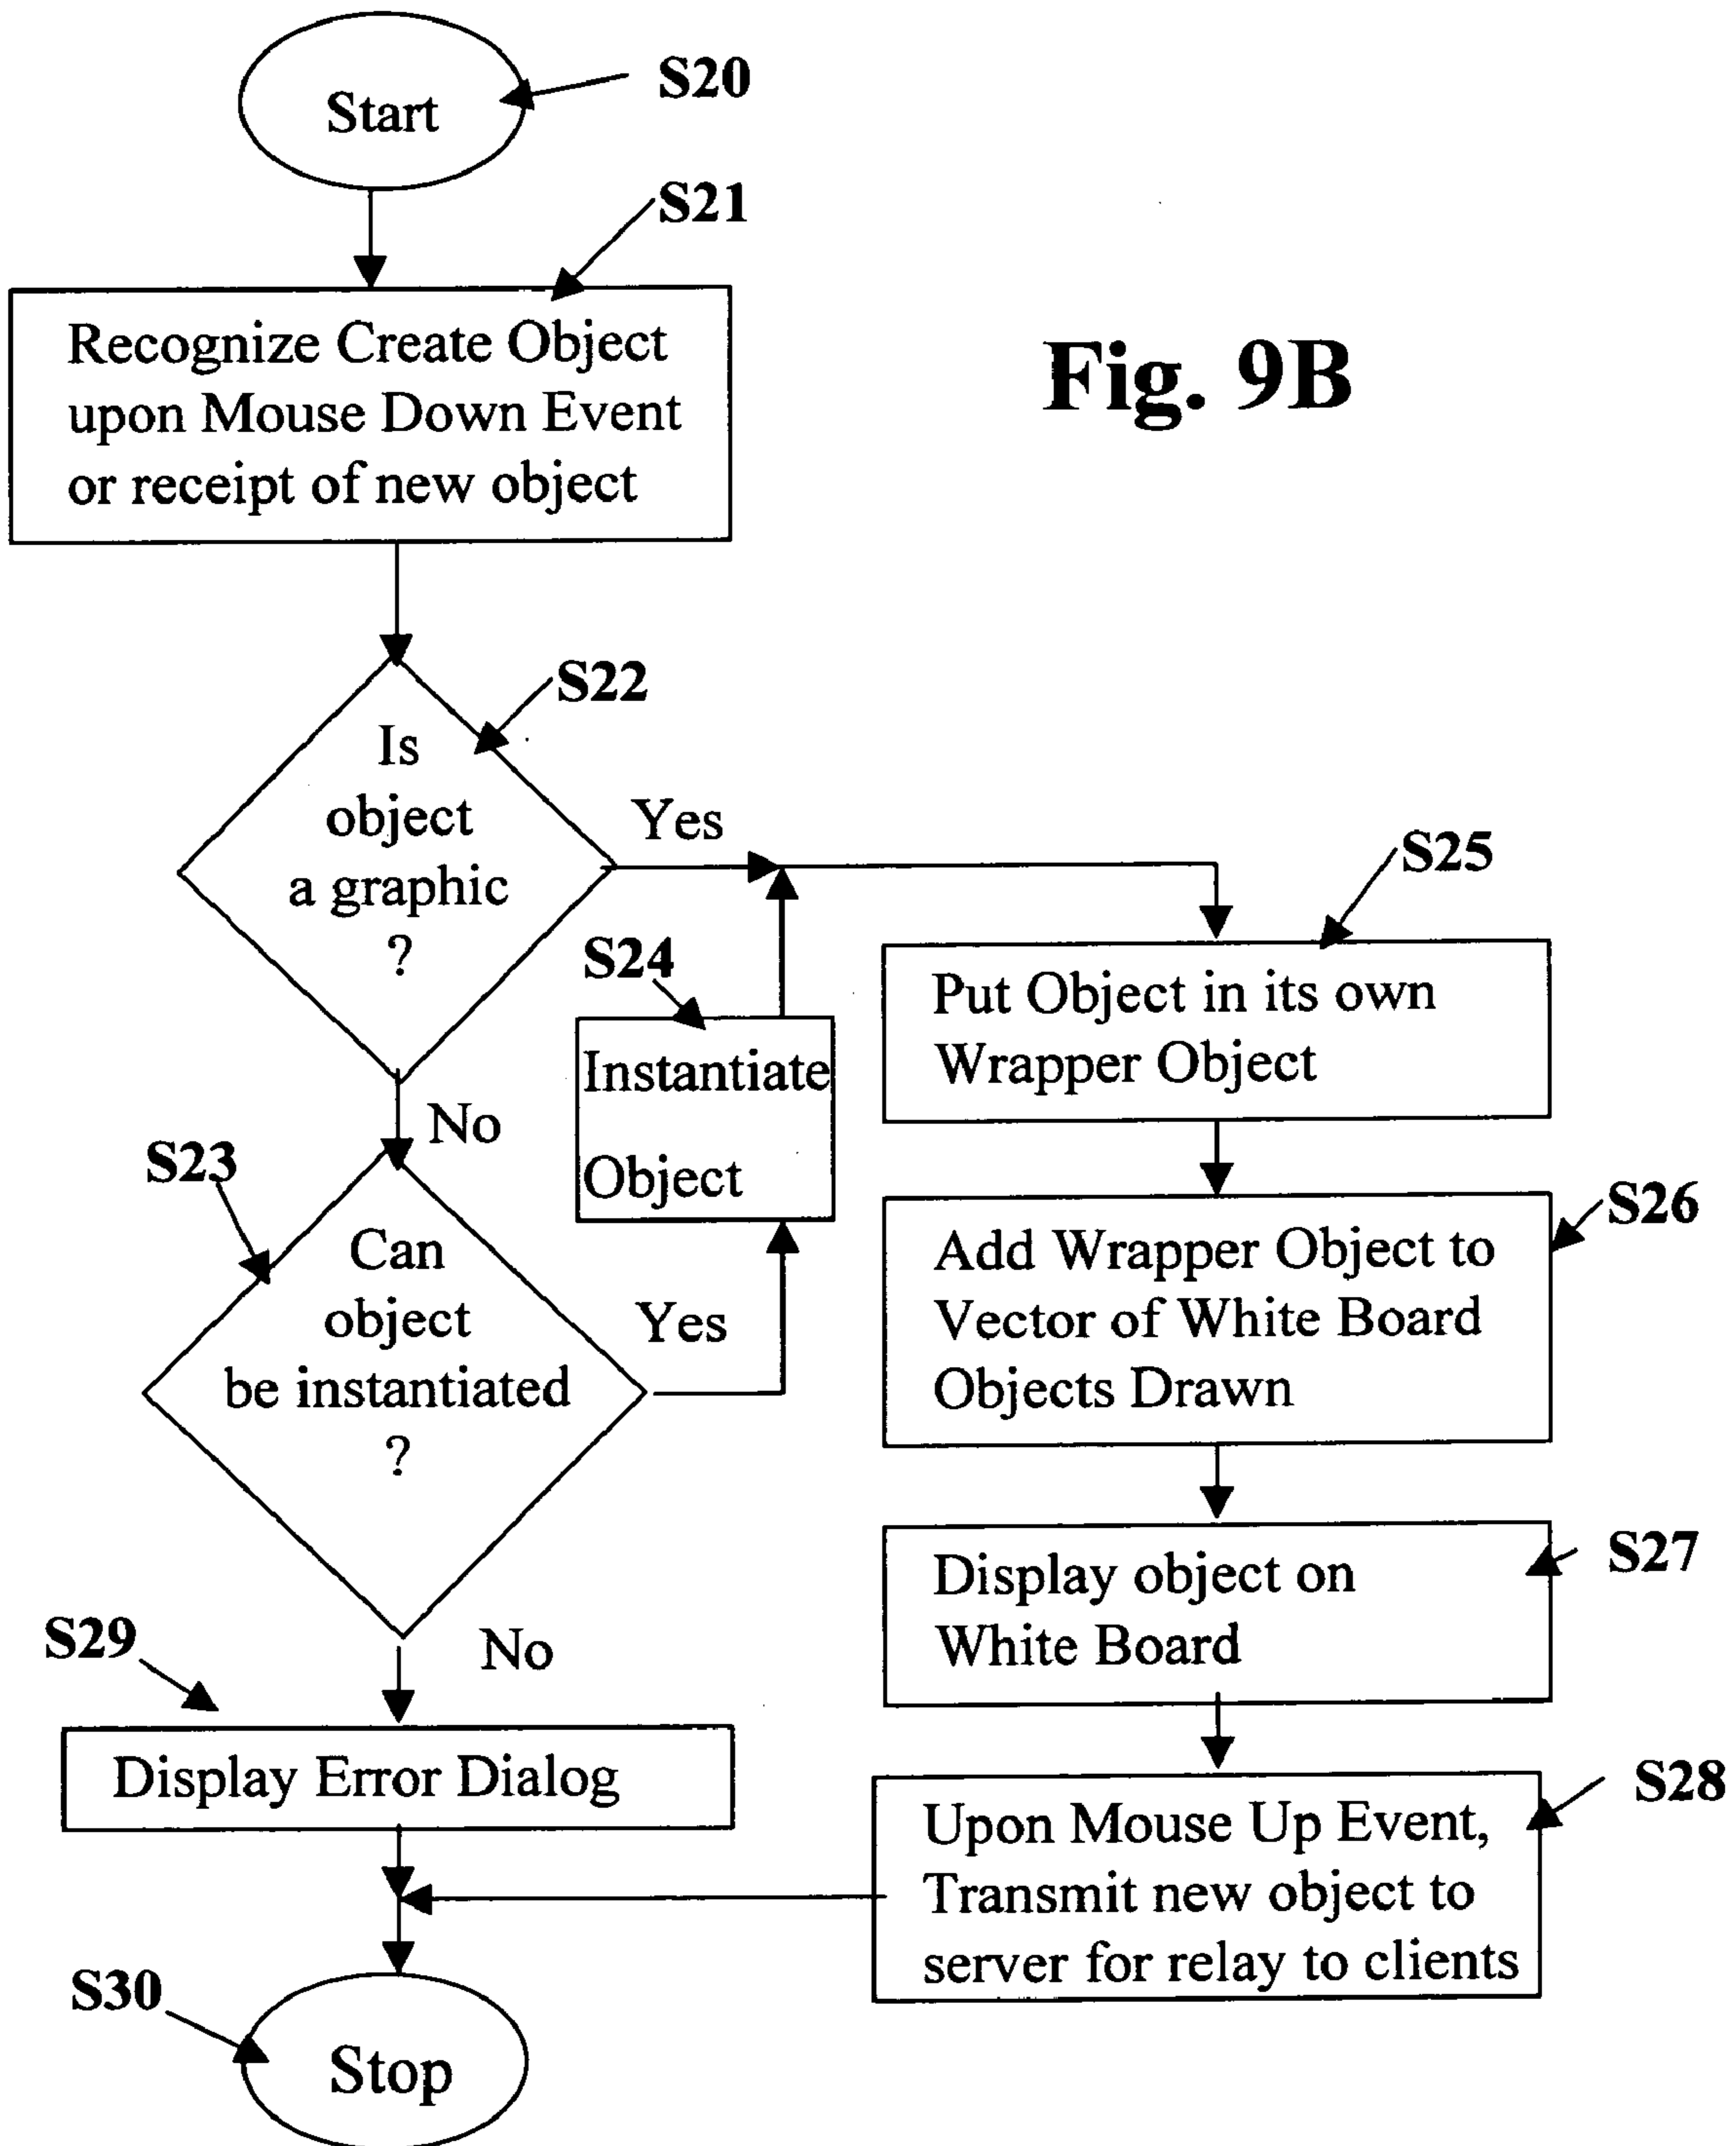 Start
S20
S21
Recognize Create Object
upon Mouse Down Event
or receipt of new object
Fig. 9B
S22
Is
object
a graphic
?
Yes
No
S24
Instantiate
Object
S23
Can
object
be instantiated
?
Yes
No
S25
Put Object in its own
Wrapper Object
S26
Add Wrapper Object to
Vector of White Board
Objects Drawn
S27
Display object on
White Board
S28
Upon Mouse Up Event,
Transmit new object to
server for relay to clients
S29
Display Error Dialog
S30
Stop